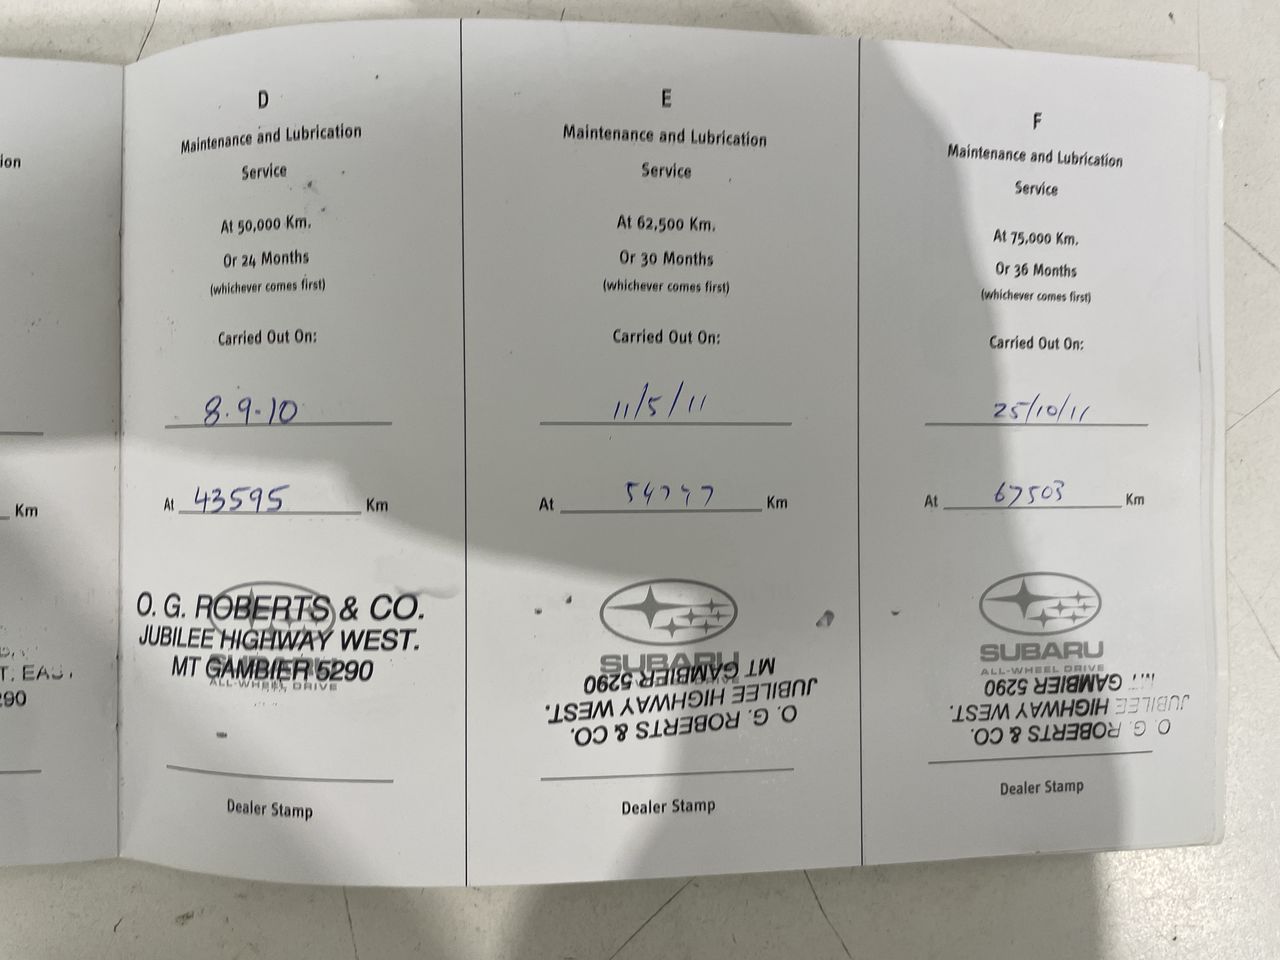 ion
Km
T. EAST
290
D
Maintenance and Lubrication
Service
At 50,000 Km.
Or 24 Months
(whichever comes first)
Carried Out On:
8.9.10
At 43595 Km
O. G. ROBERTS & CO.
JUBILEE HIGHWAY WEST.
MT GAMBIER 5290
ALL-WHEEL DRIVE
Dealer Stamp
E
Maintenance and Lubrication
Service
At 62,500 Km.
Or 30 Months
(whichever comes first)
Carried Out On:
11/5/11
At 54777 Km
SUBARU
O. G. ROBERTS & CO.
JUBILEE HIGHWAY WEST.
MT GAMBIER 5290
Dealer Stamp
F
Maintenance and Lubrication
Service
At 75,000 Km.
Or 36 Months
(whichever comes first)
Carried Out On:
25/10/11
At 67503 Km
SUBARU
ALL-WHEEL DRIVE
O. G. ROBERTS & CO.
JUBILEE HIGHWAY WEST.
GAMBIER 5290
Dealer Stamp